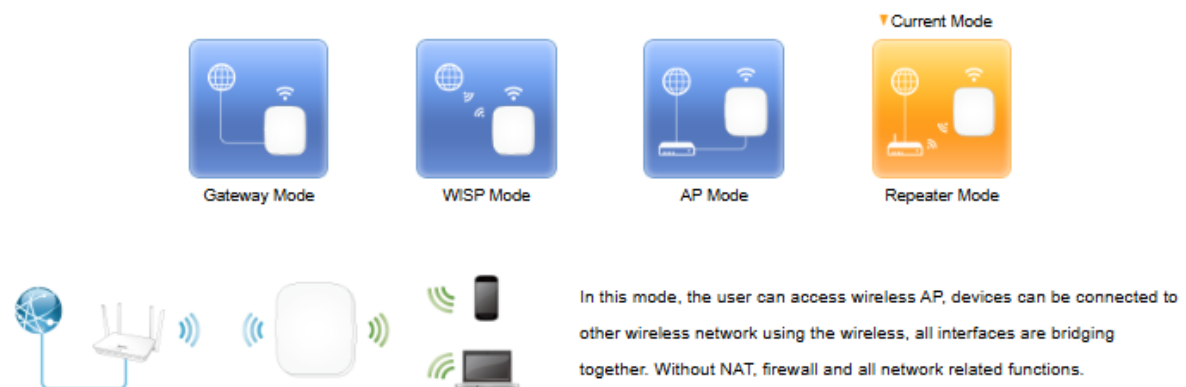 Current Mode
Gateway Mode
WISP Mode
AP Mode
Repeater Mode
In this mode, the user can access wireless AP, devices can be connected to
other wireless network using the wireless, all interfaces are bridging
together. Without NAT, firewall and all network related functions.